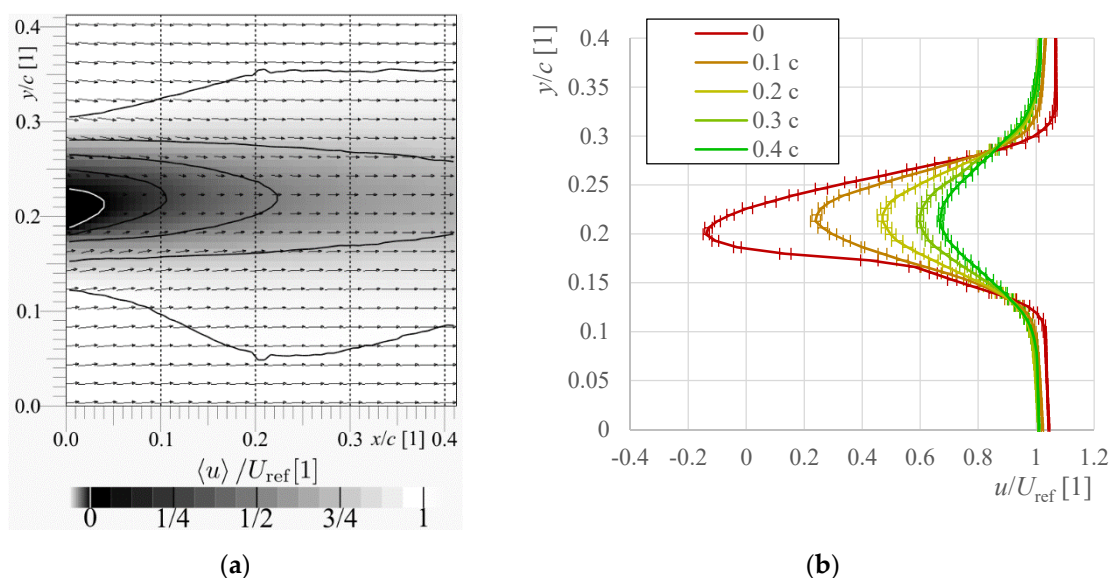 y/c [1]
0.4
0.3
0.2
0.1
0.0
0.0 0.1 0.2 0.3 x/c [1] 0.4
⟨u⟩ /U_ref [1]
0 1/4 1/2 3/4 1
(a)
y/c [1]
0
0.1 c
0.2 c
0.3 c
0.4 c
0.4
0.35
0.3
0.25
0.2
0.15
0.1
0.05
0
-0.4 -0.2 0 0.2 0.4 0.6 0.8 1 1.2
u/U_ref [1]
(b)